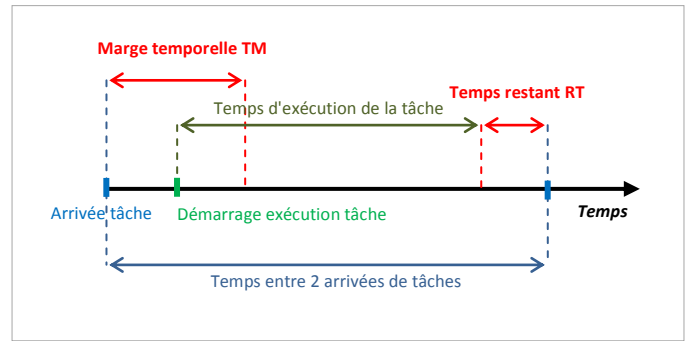 Marge temporelle TM
Temps restant RT
Temps d'exécution de la tâche
Arrivée tâche
Démarrage exécution tâche
Temps
Temps entre 2 arrivées de tâches